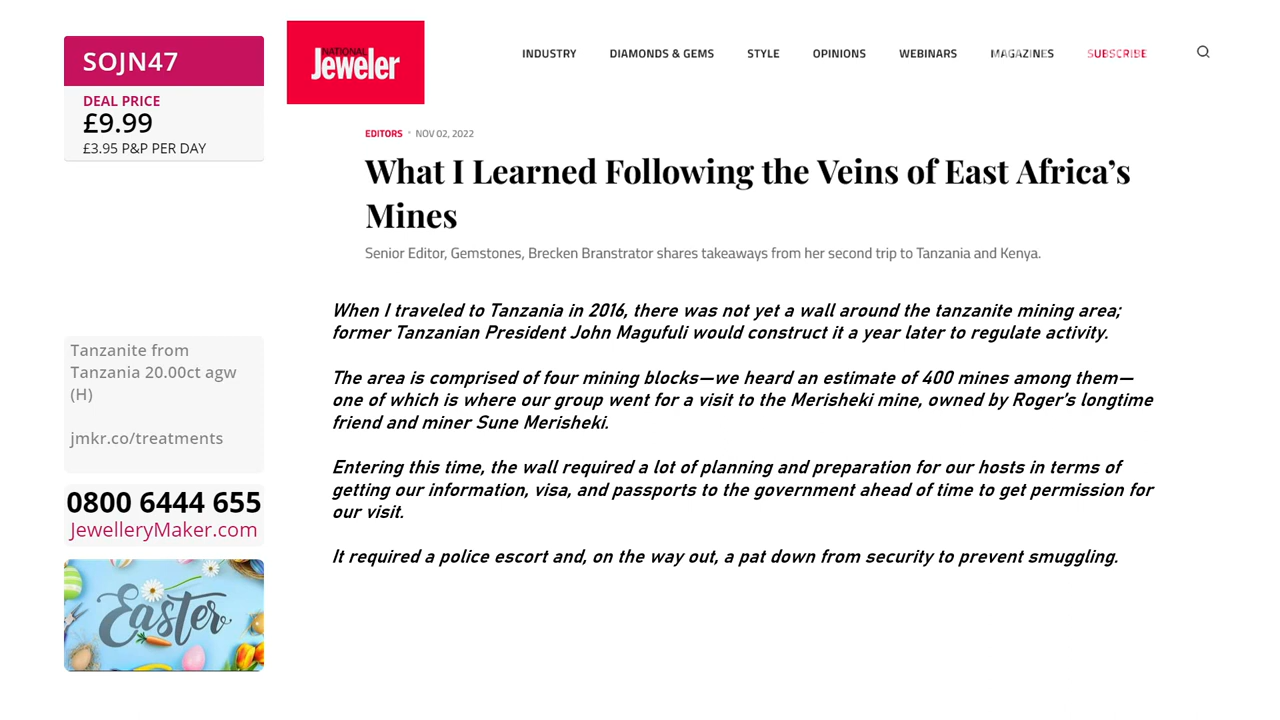 SOJN47
DEAL PRICE
£9.99
£3.95 P&P PER DAY
Tanzanite from
Tanzania 20.00ct agw
(H)
jmkr.co/treatments
0800 6444 655
JewelleryMaker.com
Easter
NATIONAL
Jeweler
INDUSTRY DIAMONDS & GEMS STYLE OPINIONS WEBINARS MAGAZINES SUBSCRIBE
EDITORS • NOV 02, 2022
What I Learned Following the Veins of East Africa’s
Mines
Senior Editor, Gemstones, Brecken Branstrator shares takeaways from her second trip to Tanzania and Kenya.
When I traveled to Tanzania in 2016, there was not yet a wall around the tanzanite mining area;
former Tanzanian President John Magufuli would construct it a year later to regulate activity.
The area is comprised of four mining blocks—we heard an estimate of 400 mines among them—
one of which is where our group went for a visit to the Merisheki mine, owned by Roger’s longtime
friend and miner Sune Merisheki.
Entering this time, the wall required a lot of planning and preparation for our hosts in terms of
getting our information, visa, and passports to the government ahead of time to get permission for
our visit.
It required a police escort and, on the way out, a pat down from security to prevent smuggling.